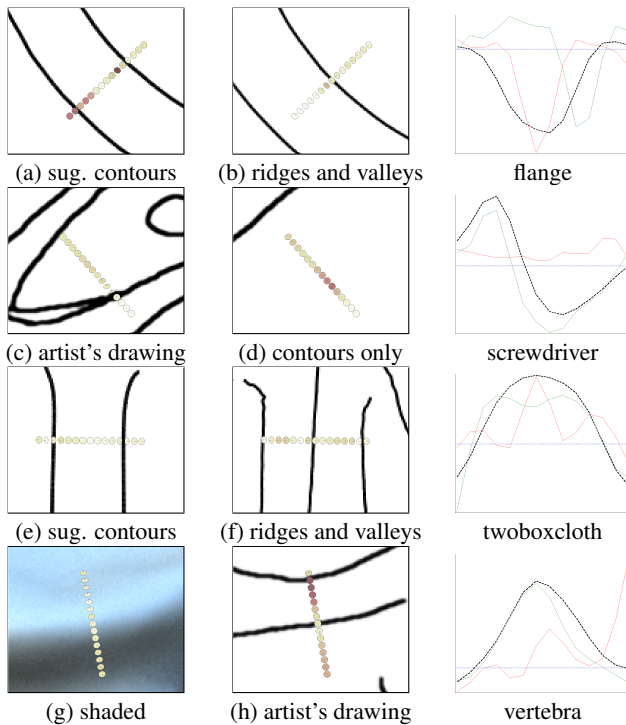 (a) sug. contours
(b) ridges and valleys
flange
(c) artist's drawing
(d) contours only
screwdriver
(e) sug. contours
(f) ridges and valleys
twoboxcloth
(g) shaded
(h) artist's drawing
vertebra